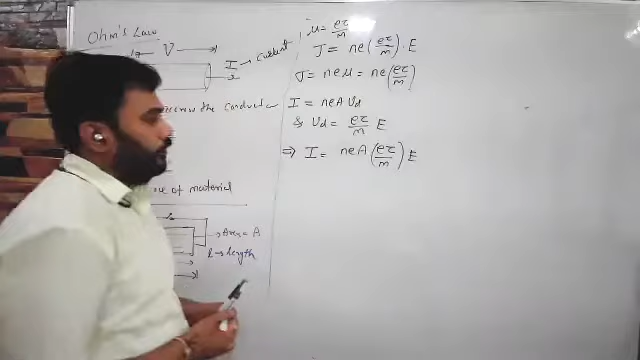 Ohm's Law
V
I → current
across the conductor
of material
→ Area = A
l → length
μ = eτ/m
J = ne(eτ/m) · E
σ = neμ = ne(eτ/m)
I = neA Vd
& Vd = eτ/m E
⇒ I = neA (eτ/m) E